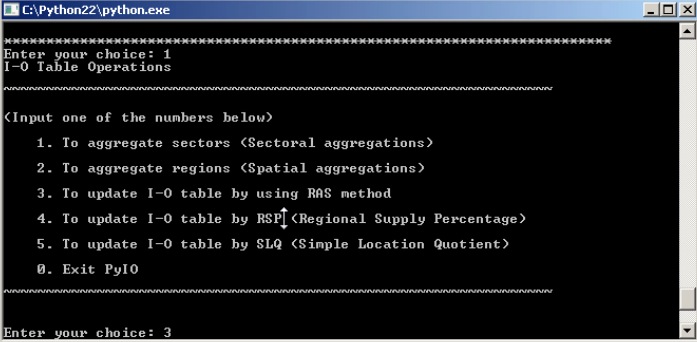 C:\Python22\python.exe
************************************************************************
Enter your choice: 1
I-O Table Operations
~~~~~~~~~~~~~~~~~~~~~~~~~~~~~~~~~~~~~~~~~~~~~~~~~~~~~~~~~~~~~~~~~
(Input one of the numbers below)
1. To aggregate sectors (Sectoral aggregations)
2. To aggregate regions (Spatial aggregations)
3. To update I-O table by using RAS method
4. To update I-O table by RSP (Regional Supply Percentage)
5. To update I-O table by SLQ (Simple Location Quotient)
0. Exit PyIO
~~~~~~~~~~~~~~~~~~~~~~~~~~~~~~~~~~~~~~~~~~~~~~~~~~~~~~~~~~~~~~~~~
Enter your choice: 3